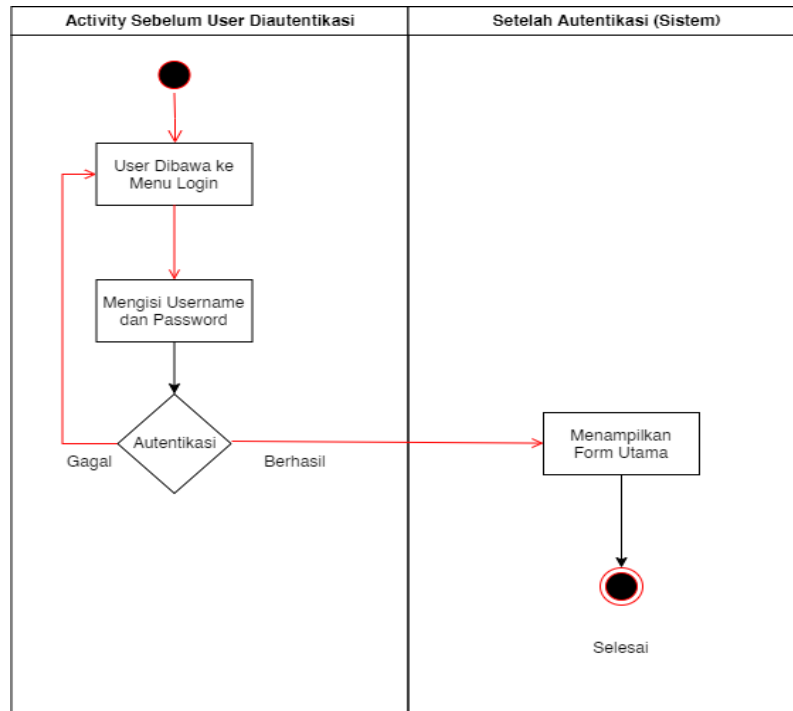 Activity Sebelum User Diautentikasi
Setelah Autentikasi (Sistem)
User Dibawa ke
Menu Login
Mengisi Username
dan Password
Autentikasi
Gagal
Berhasil
Menampilkan
Form Utama
Selesai